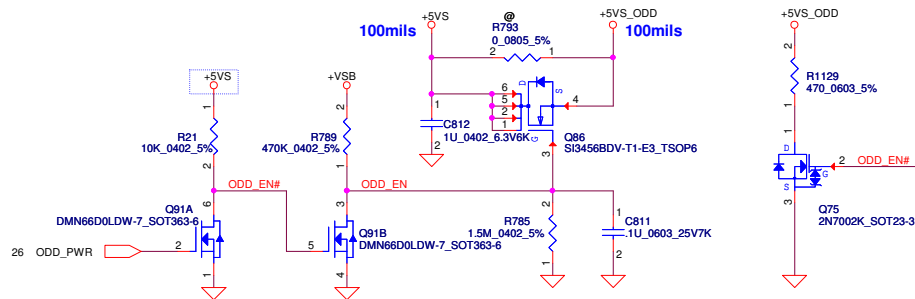 +5VS
@
+5VS_ODD
+5VS_ODD
100mils
R793
0_0805_5%
100mils
2
1
2
R1129
470_0603_5%
1
+5VS
+VSB
6
5
2
1
D
S
4
G
1
C812
1U_0402_6.3V6K
2
Q86
SI3456BDV-T1-E3_TSOP6
3
1
R21
10K_0402_5%
2
2
R789
470K_0402_5%
1
1
D
G
S
2
ODD_EN#
3
Q75
2N7002K_SOT23-3
ODD_EN#
ODD_EN
Q91A
DMN66D0LDW-7_SOT363-6
6
2
1
26
ODD_PWR
3
Q91B
DMN66D0LDW-7_SOT363-6
5
4
1
R785
1.5M_0402_5%
2
1
C811
.1U_0603_25V7K
2